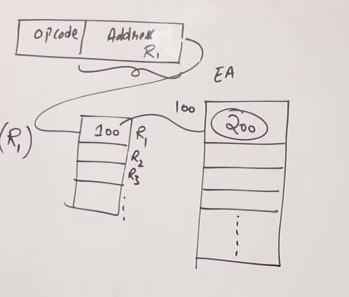 opcode Address
R₁
EA
100
200
(R₁)
100 R₁
R₂
R₃